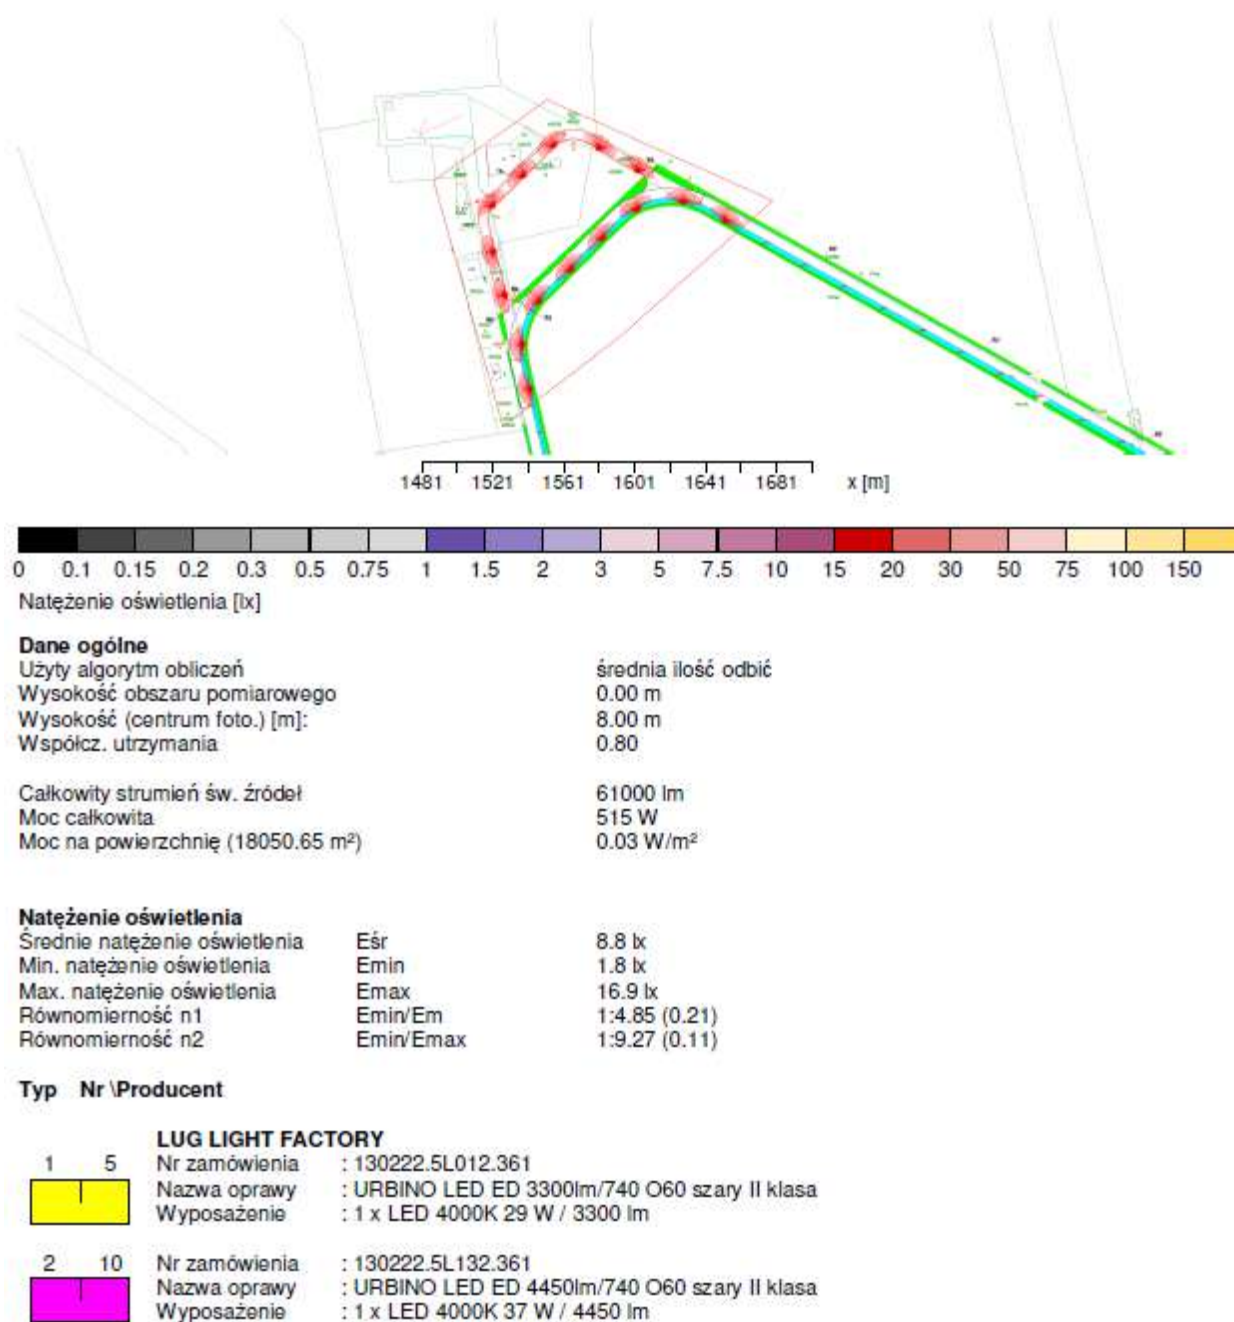 1481 1521 1561 1601 1641 1681 x [m]
0 0.1 0.15 0.2 0.3 0.5 0.75 1 1.5 2 3 5 7.5 10 15 20 30 50 75 100 150
Natężenie oświetlenia [lx]
Dane ogólne
Użyty algorytm obliczeń średnia ilość odbić
Wysokość obszaru pomiarowego 0.00 m
Wysokość (centrum foto.) [m]: 8.00 m
Współcz. utrzymania 0.80
Całkowity strumień św. źródeł 61000 lm
Moc całkowita 515 W
Moc na powierzchnię (18050.65 m²) 0.03 W/m²
Natężenie oświetlenia
Średnie natężenie oświetlenia Eśr 8.8 lx
Min. natężenie oświetlenia Emin 1.8 lx
Max. natężenie oświetlenia Emax 16.9 lx
Równomierność n1 Emin/Em 1:4.85 (0.21)
Równomierność n2 Emin/Emax 1:9.27 (0.11)
Typ Nr \Producent
LUG LIGHT FACTORY
1 5 Nr zamówienia : 130222.5L012.361
Nazwa oprawy : URBINO LED ED 3300lm/740 O60 szary II klasa
Wyposażenie : 1 x LED 4000K 29 W / 3300 lm
2 10 Nr zamówienia : 130222.5L132.361
Nazwa oprawy : URBINO LED ED 4450lm/740 O60 szary II klasa
Wyposażenie : 1 x LED 4000K 37 W / 4450 lm